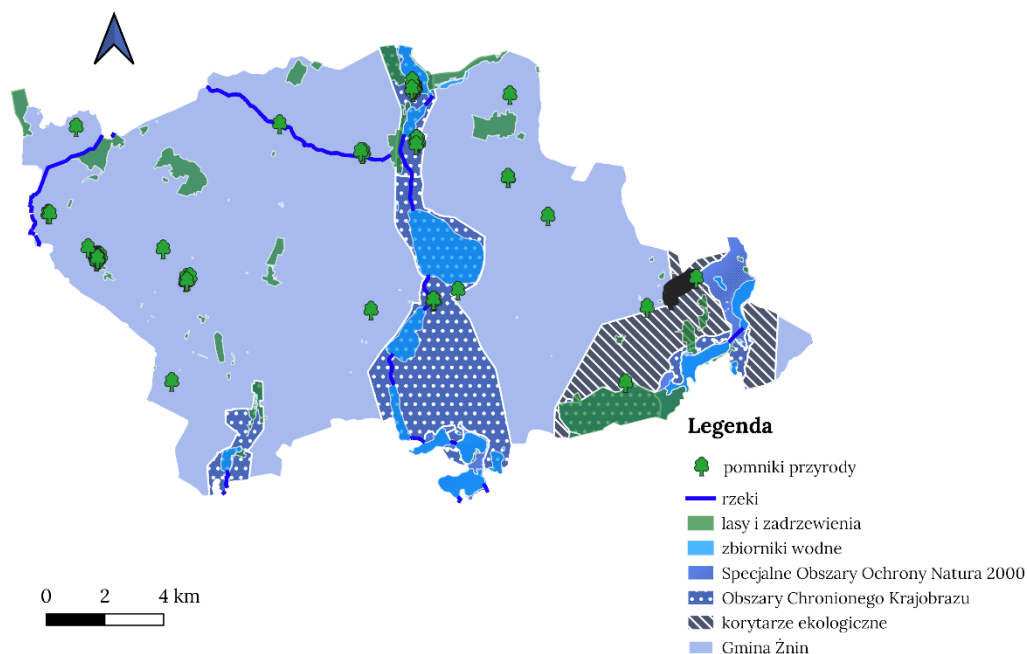 Legenda
pomniki przyrody
rzeki
lasy i zadrzewienia
zbiorniki wodne
Specjalne Obszary Ochrony Natura 2000
Obszary Chronionego Krajobrazu
korytarze ekologiczne
Gmina Żnin
0 2 4 km